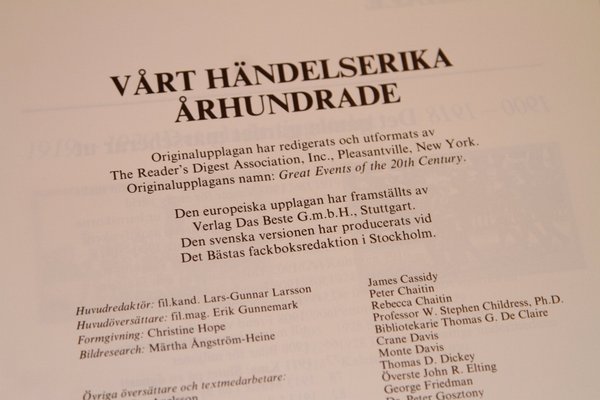 VÅRT HÄNDELSERIKA
ÅRHUNDRADE
Originalupplagan har redigerats och utformats av
The Reader's Digest Association, Inc., Pleasantville, New York.
Originalupplagans namn: Great Events of the 20th Century.
Den europeiska upplagan har framställts av
Verlag Das Beste G.m.b.H., Stuttgart.
Den svenska versionen har producerats vid
Det Bästas fackboksredaktion i Stockholm.
Huvudredaktör: fil.kand. Lars-Gunnar Larsson
Huvudöversättare: fil.mag. Erik Gunnemark
Formgivning: Christine Hope
Bildresearch: Märtha Ångström-Heine
Övriga översättare och textmedarbetare:
James Cassidy
Peter Chaitin
Rebecca Chaitin
Professor W. Stephen Childress, Ph.D.
Bibliotekarie Thomas G. De Claire
Crane Davis
Monte Davis
Thomas D. Dickey
Överste John R. Elting
George Friedman
Dr. Peter Gosztony